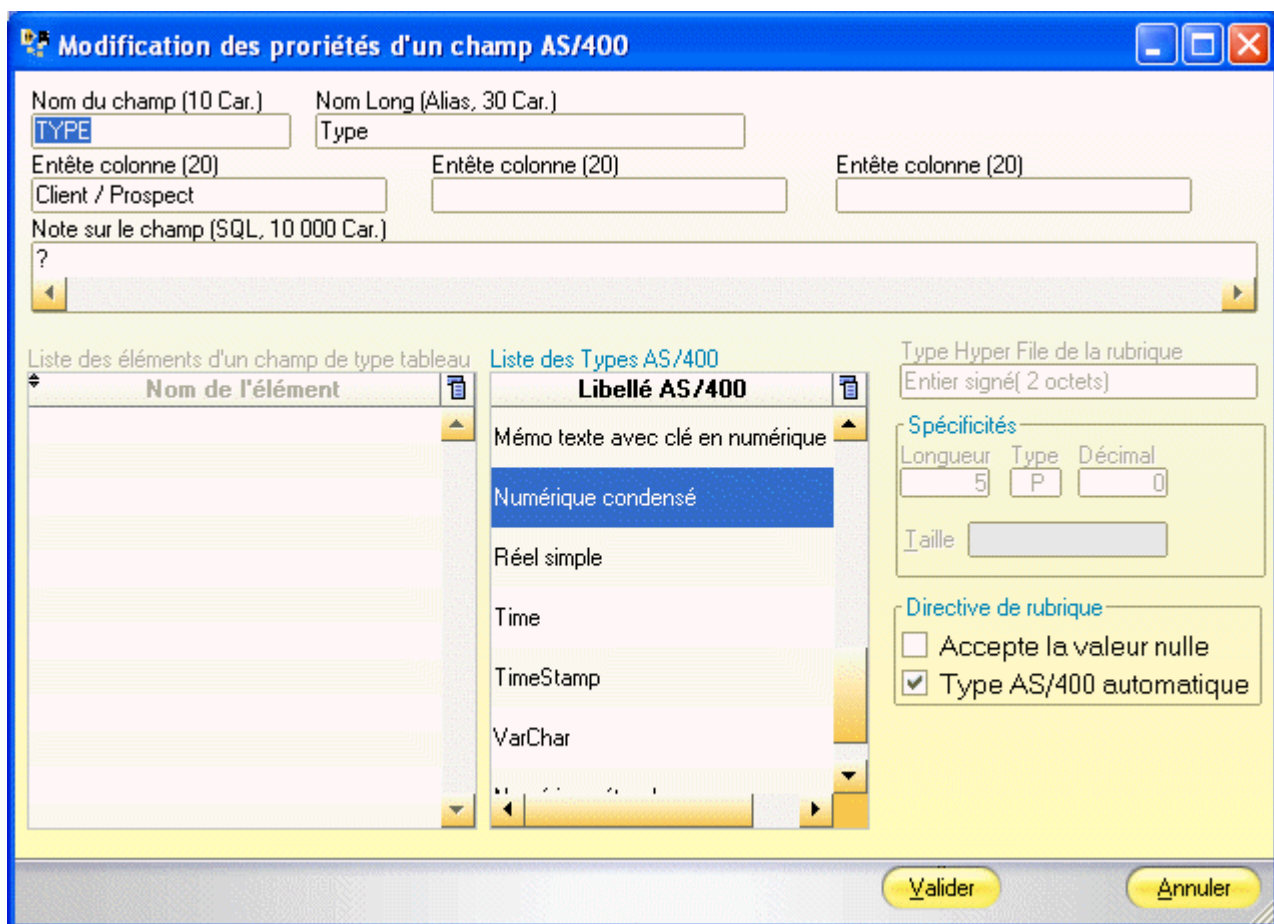 Modification des proriétés d'un champ AS/400
Nom du champ (10 Car.) Nom Long (Alias, 30 Car.)
TYPE Type
Entête colonne (20) Entête colonne (20) Entête colonne (20)
Client / Prospect
Note sur le champ (SQL, 10 000 Car.)
?
Liste des éléments d'un champ de type tableau
Nom de l'élément
Liste des Types AS/400
Libellé AS/400
Mémo texte avec clé en numérique
Numérique condensé
Réel simple
Time
TimeStamp
VarChar
Type Hyper File de la rubrique
Entier signé( 2 octets)
Spécificités
Longueur Type Décimal
5 P 0
Taille
Directive de rubrique
Accepte la valeur nulle
Type AS/400 automatique
Valider Annuler